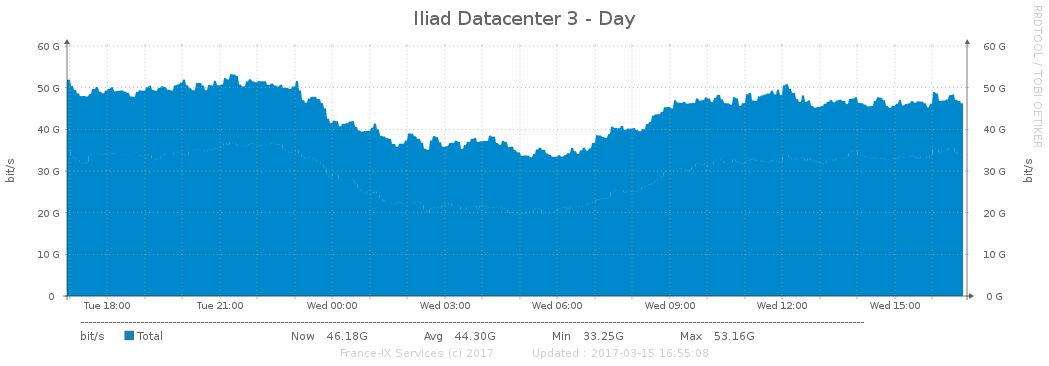 Iliad Datacenter 3 - Day
RRDTOOL / TOBI OETIKER
60 G 60 G
50 G 50 G
40 G 40 G
30 G 30 G
20 G 20 G
10 G 10 G
0 0 G
bit/s bit/s
Tue 18:00 Tue 21:00 Wed 00:00 Wed 03:00 Wed 06:00 Wed 09:00 Wed 12:00 Wed 15:00
bit/s Total Now 46.18G Avg 44.30G Min 33.25G Max 53.16G
France-IX Services (c) 2017 Updated : 2017-03-15 16:55:08